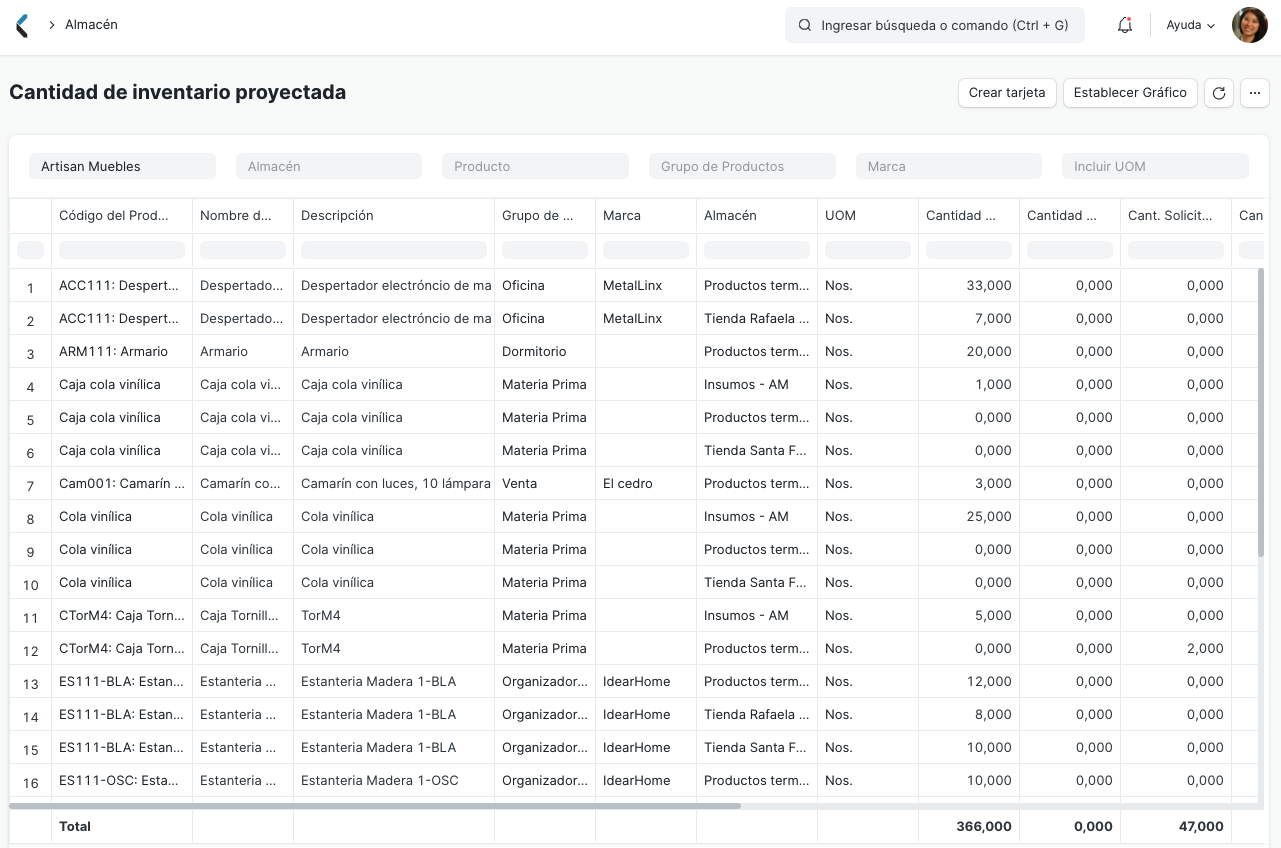 Almacén
Ingresar búsqueda o comando (Ctrl + G)
Ayuda
Cantidad de inventario proyectada
Crear tarjeta
Establecer Gráfico
Artisan Muebles Almacén Producto Grupo de Productos Marca Incluir UOM
Código del Prod... Nombre d... Descripción Grupo de ... Marca Almacén UOM Cantidad ... Cantidad ... Cant. Solicit... Can
1 ACC111: Despert... Despertado... Despertador electróncio de ma Oficina MetalLinx Productos term... Nos. 33,000 0,000 0,000
2 ACC111: Despert... Despertado... Despertador electróncio de ma Oficina MetalLinx Tienda Rafaela ... Nos. 7,000 0,000 0,000
3 ARM111: Armario Armario Armario Dormitorio Productos term... Nos. 20,000 0,000 0,000
4 Caja cola vinílica Caja cola vi... Caja cola vinílica Materia Prima Insumos - AM Nos. 1,000 0,000 0,000
5 Caja cola vinílica Caja cola vi... Caja cola vinílica Materia Prima Productos term... Nos. 0,000 0,000 0,000
6 Caja cola vinílica Caja cola vi... Caja cola vinílica Materia Prima Tienda Santa F... Nos. 0,000 0,000 0,000
7 Cam001: Camarín ... Camarín co... Camarín con luces, 10 lámpara Venta El cedro Productos term... Nos. 3,000 0,000 0,000
8 Cola vinílica Cola vinílica Cola vinílica Materia Prima Insumos - AM Nos. 25,000 0,000 0,000
9 Cola vinílica Cola vinílica Cola vinílica Materia Prima Productos term... Nos. 0,000 0,000 0,000
10 Cola vinílica Cola vinílica Cola vinílica Materia Prima Tienda Santa F... Nos. 0,000 0,000 0,000
11 CTorM4: Caja Torn... Caja Tornill... TorM4 Materia Prima Insumos - AM Nos. 5,000 0,000 0,000
12 CTorM4: Caja Torn... Caja Tornill... TorM4 Materia Prima Productos term... Nos. 0,000 0,000 2,000
13 ES111-BLA: Estan... Estanteria ... Estanteria Madera 1-BLA Organizador... IdearHome Productos term... Nos. 12,000 0,000 0,000
14 ES111-BLA: Estan... Estanteria ... Estanteria Madera 1-BLA Organizador... IdearHome Tienda Rafaela ... Nos. 8,000 0,000 0,000
15 ES111-BLA: Estan... Estanteria ... Estanteria Madera 1-BLA Organizador... IdearHome Tienda Santa F... Nos. 10,000 0,000 0,000
16 ES111-OSC: Esta... Estanteria ... Estanteria Madera 1-OSC Organizador... IdearHome Productos term... Nos. 10,000 0,000 0,000
Total 366,000 0,000 47,000